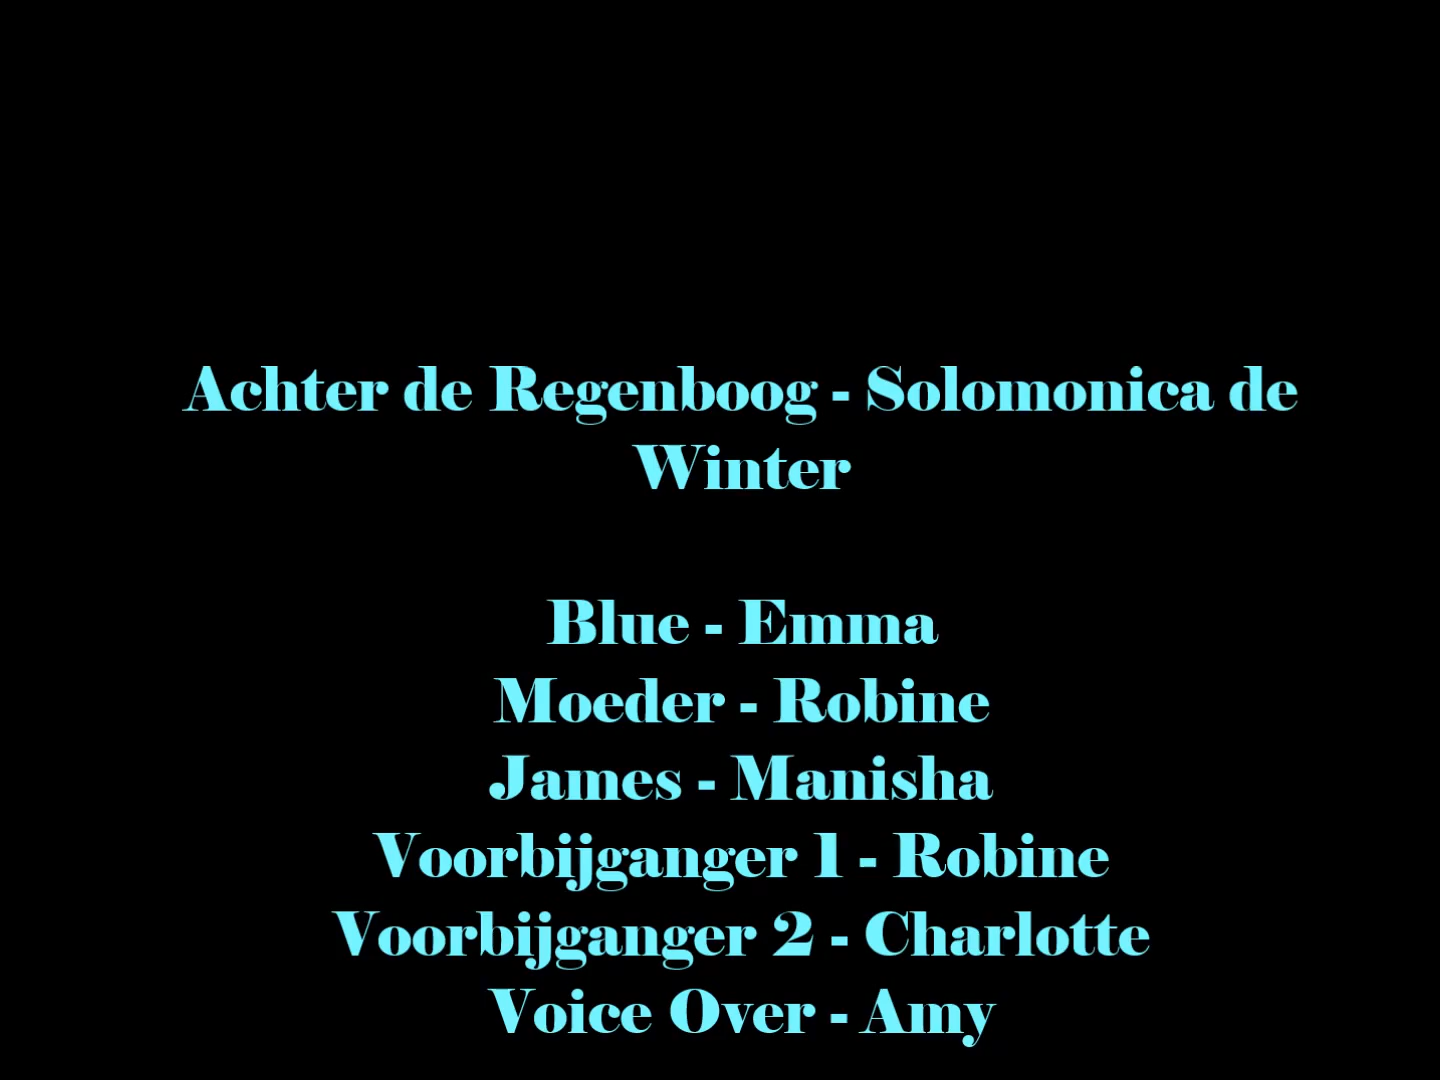 Achter de Regenboog - Solomonica de
Winter
Blue - Emma
Moeder - Robine
James - Manisha
Voorbijganger 1 - Robine
Voorbijganger 2 - Charlotte
Voice Over - Amy